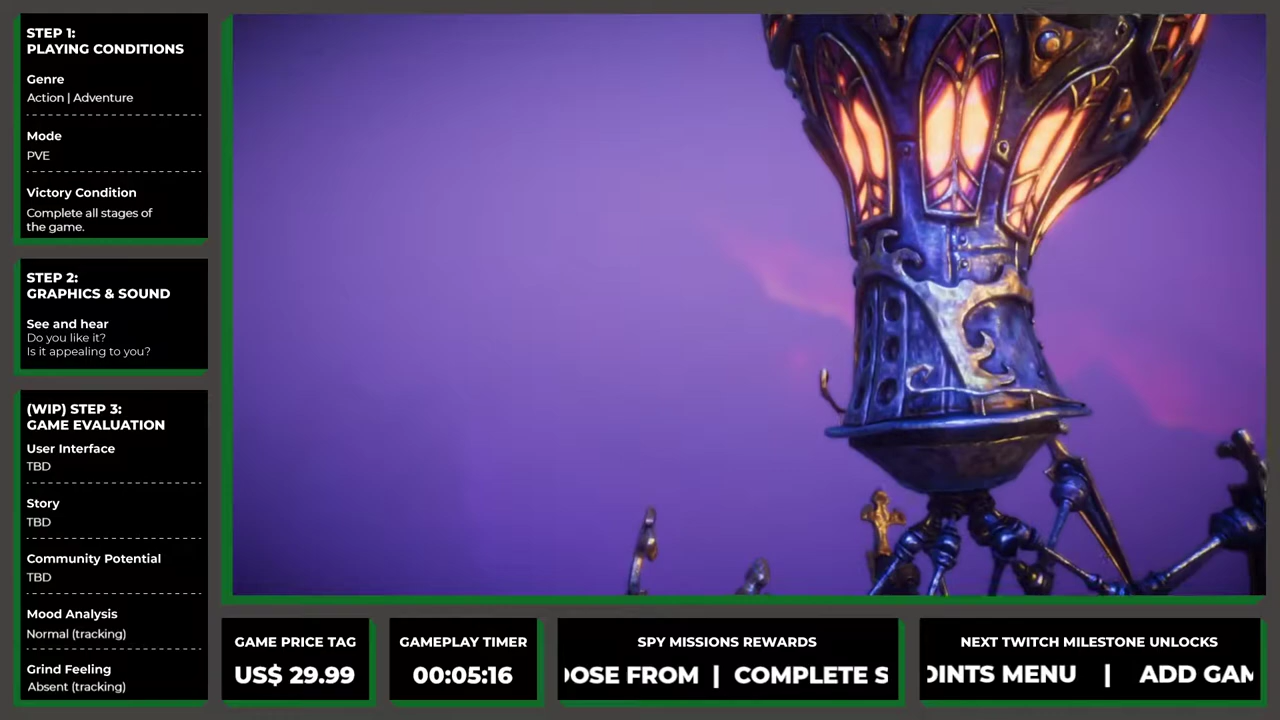 STEP 1:
PLAYING CONDITIONS
Genre
Action | Adventure
Mode
PVE
Victory Condition
Complete all stages of
the game.
STEP 2:
GRAPHICS & SOUND
See and hear
Do you like it?
Is it appealing to you?
(WIP) STEP 3:
GAME EVALUATION
User Interface
TBD
Story
TBD
Community Potential
TBD
Mood Analysis
Normal (tracking)
Grind Feeling
Absent (tracking)
GAME PRICE TAG
US$ 29.99
GAMEPLAY TIMER
00:05:16
SPY MISSIONS REWARDS
OOSE FROM | COMPLETE S
NEXT TWITCH MILESTONE UNLOCKS
OINTS MENU | ADD GAM